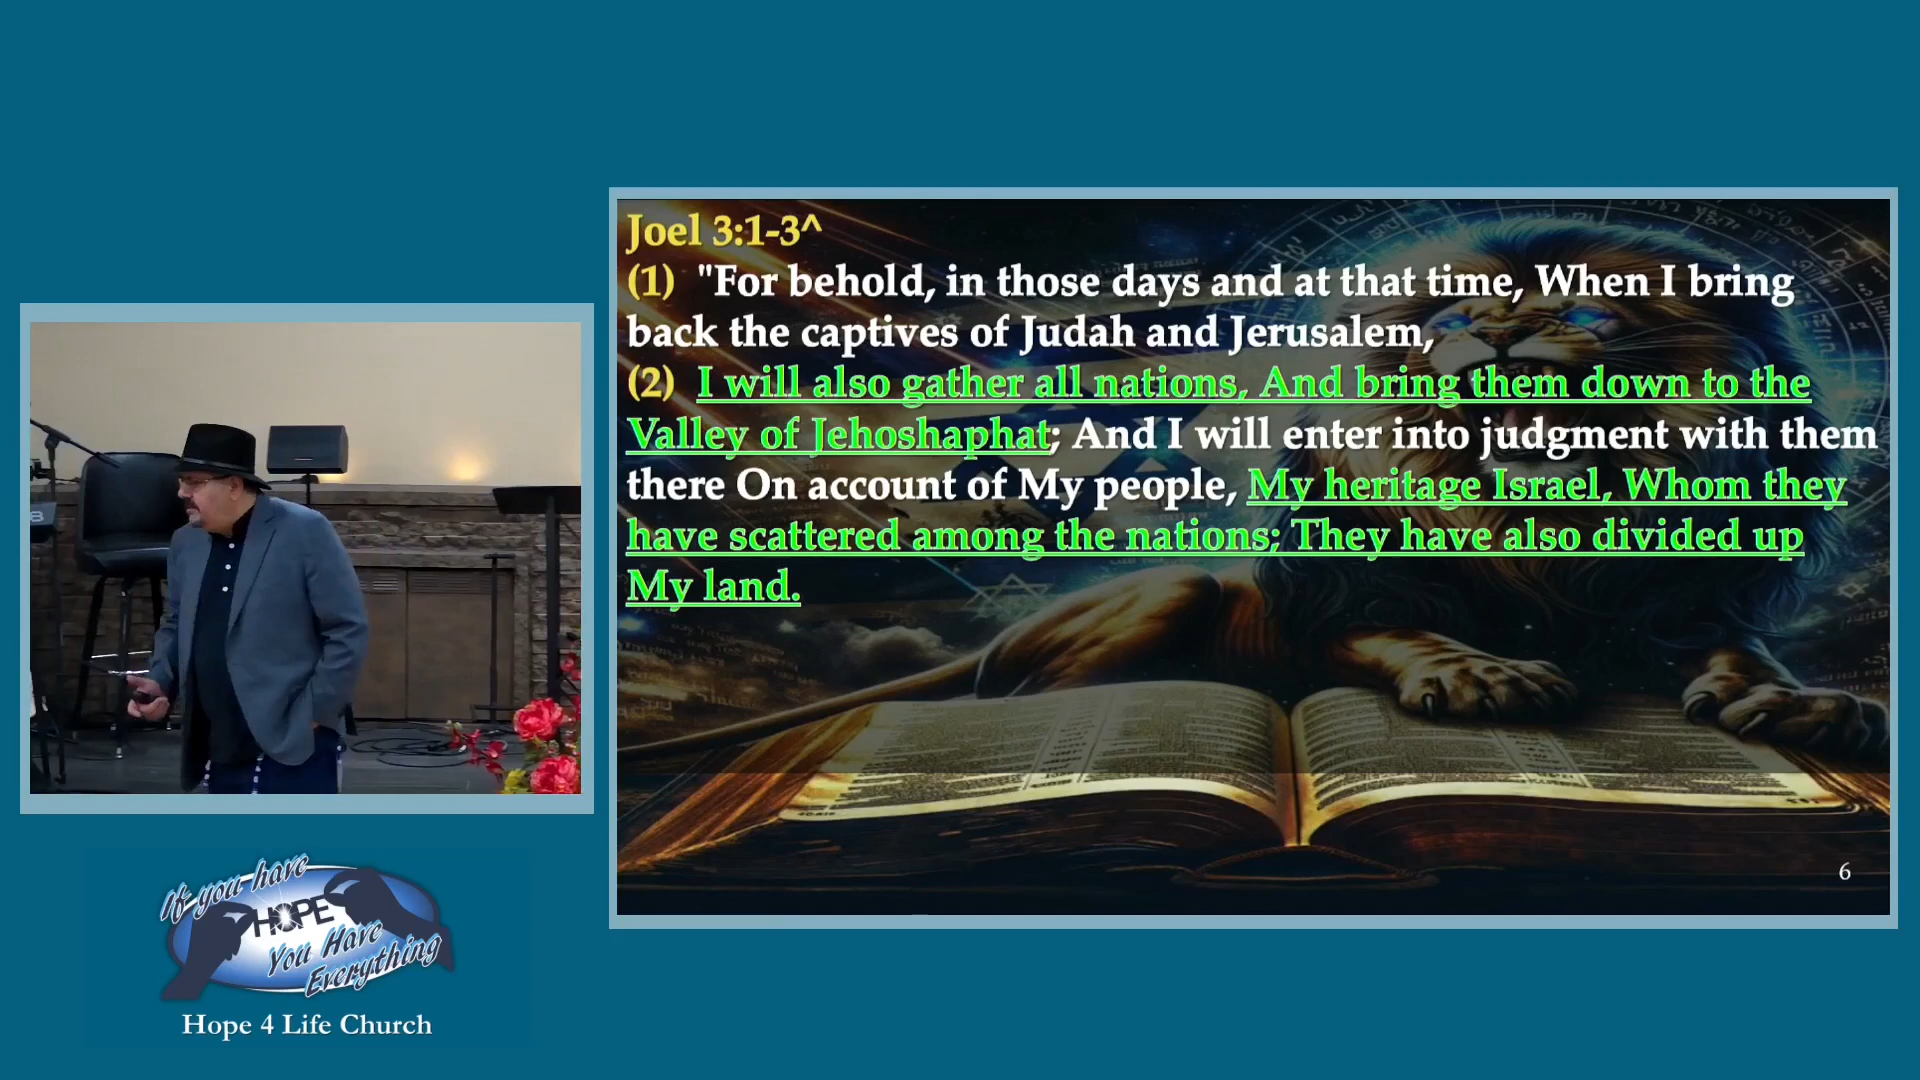 Joel 3:1-3^
(1) "For behold, in those days and at that time, When I bring
back the captives of Judah and Jerusalem,
(2) I will also gather all nations, And bring them down to the
Valley of Jehoshaphat; And I will enter into judgment with them
there On account of My people, My heritage Israel, Whom they
have scattered among the nations; They have also divided up
My land.
6
If you have
HOPE
You Have
Everything
Hope 4 Life Church